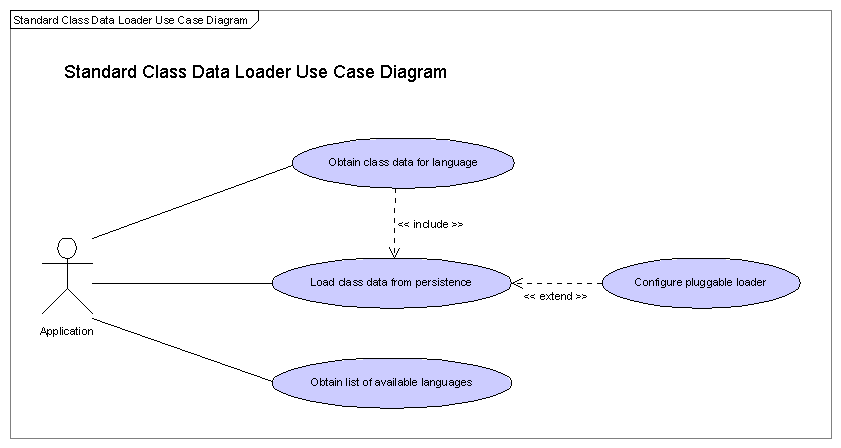 Standard Class Data Loader Use Case Diagram
Standard Class Data Loader Use Case Diagram
Obtain class data for language
<< include >>
Load class data from persistence
Configure pluggable loader
<< extend >>
Application
Obtain list of available languages